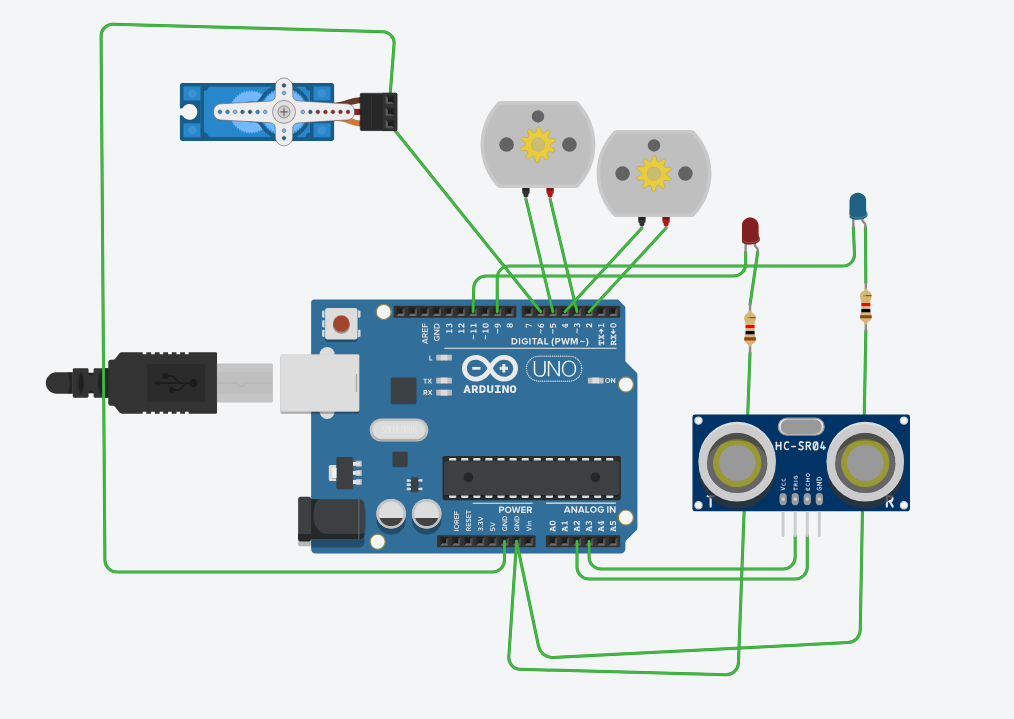 AREF
GND
13
12
~11
~10
~9
8
7
~6
~5
4
~3
2
TX→1
RX←0
DIGITAL (PWM~)
L
TX
RX
ARDUINO
UNO
ON
HC-SR04
VCC
TRIG
ECHO
GND
T
R
POWER
ANALOG IN
IOREF
RESET
3.3V
5V
GND
GND
Vin
A0
A1
A2
A3
A4
A5